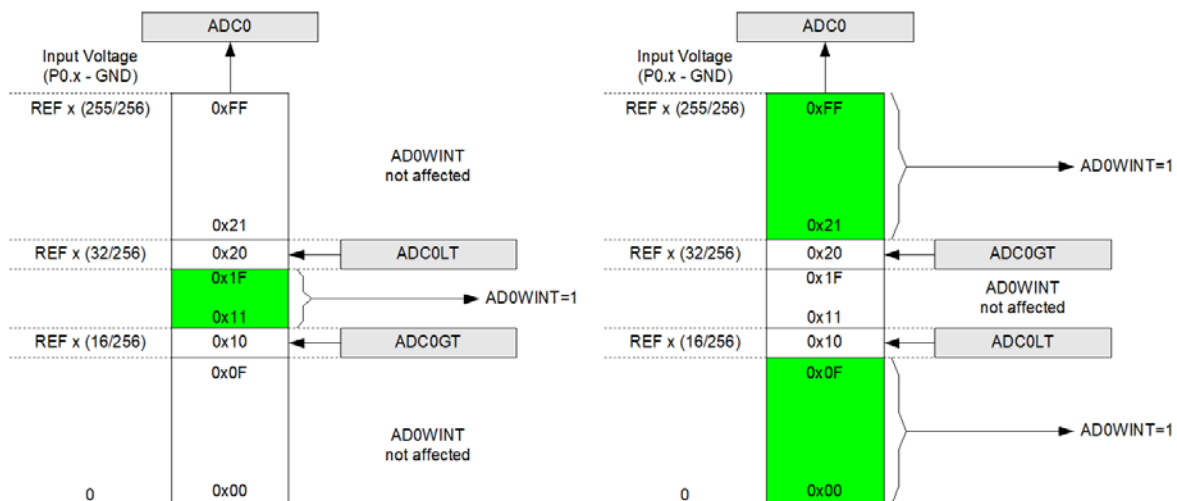 ADC0
Input Voltage
(P0.x - GND)
REF x (255/256)
0xFF
AD0WINT
not affected
0x21
REF x (32/256)
0x20
ADC0LT
0x1F
AD0WINT=1
0x11
REF x (16/256)
0x10
ADC0GT
0x0F
AD0WINT
not affected
0
0x00
ADC0
Input Voltage
(P0.x - GND)
REF x (255/256)
0xFF
AD0WINT=1
0x21
REF x (32/256)
0x20
ADC0GT
0x1F
AD0WINT
not affected
0x11
REF x (16/256)
0x10
ADC0LT
0x0F
AD0WINT=1
0
0x00